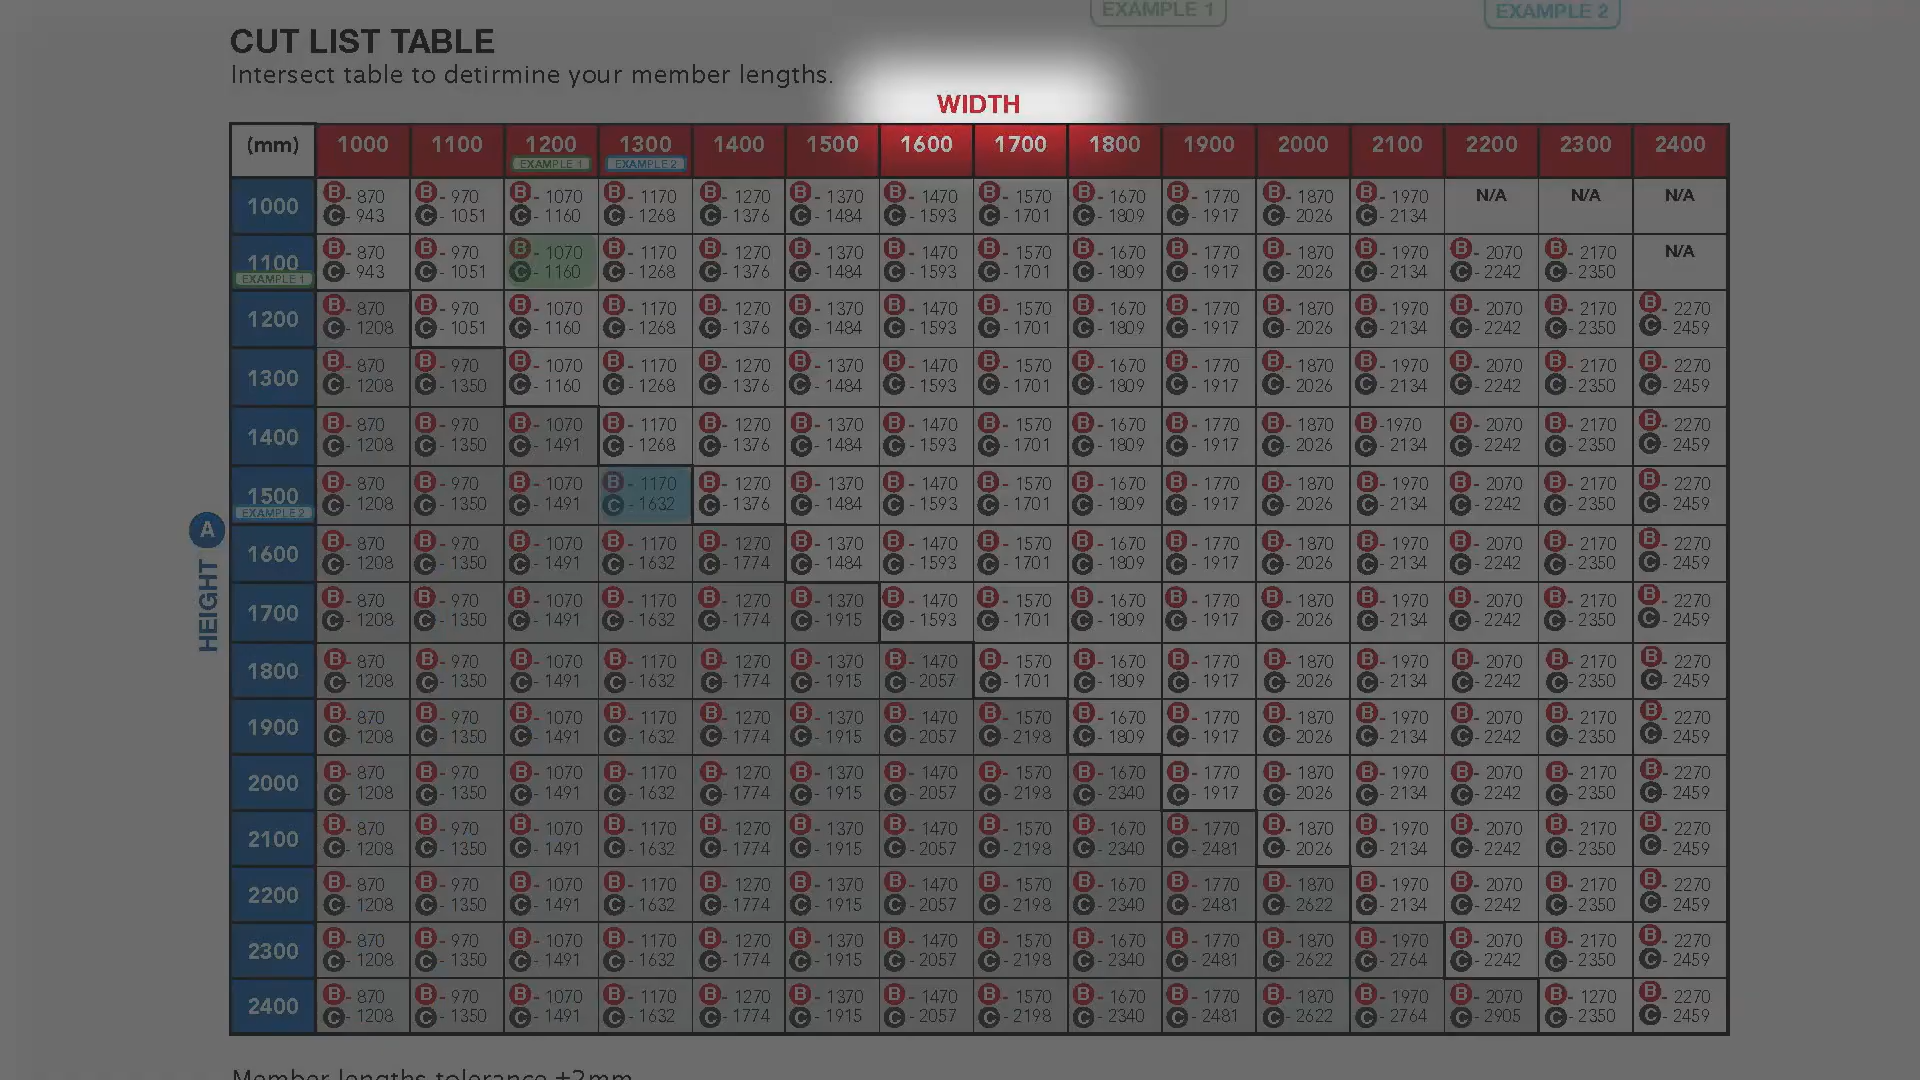 EXAMPLE 1 EXAMPLE 2
CUT LIST TABLE
Intersect table to detirmine your member lengths.
WIDTH
(mm) 1000 1100 1200 1300 1400 1500 1600 1700 1800 1900 2000 2100 2200 2300 2400
EXAMPLE 1 EXAMPLE 2
1000 B - 870 B - 970 B - 1070 B - 1170 B - 1270 B - 1370 B - 1470 B - 1570 B - 1670 B - 1770 B - 1870 B - 1970 N/A N/A N/A
C - 943 C - 1051 C - 1160 C - 1268 C - 1376 C - 1484 C - 1593 C - 1701 C - 1809 C - 1917 C - 2026 C - 2134
1100 B - 870 B - 970 B - 1070 B - 1170 B - 1270 B - 1370 B - 1470 B - 1570 B - 1670 B - 1770 B - 1870 B - 1970 B - 2070 B - 2170 N/A
EXAMPLE 1 C - 943 C - 1051 C - 1160 C - 1268 C - 1376 C - 1484 C - 1593 C - 1701 C - 1809 C - 1917 C - 2026 C - 2134 C - 2242 C - 2350
1200 B - 870 B - 970 B - 1070 B - 1170 B - 1270 B - 1370 B - 1470 B - 1570 B - 1670 B - 1770 B - 1870 B - 1970 B - 2070 B - 2170 B - 2270
C - 1208 C - 1051 C - 1160 C - 1268 C - 1376 C - 1484 C - 1593 C - 1701 C - 1809 C - 1917 C - 2026 C - 2134 C - 2242 C - 2350 C - 2459
1300 B - 870 B - 970 B - 1070 B - 1170 B - 1270 B - 1370 B - 1470 B - 1570 B - 1670 B - 1770 B - 1870 B - 1970 B - 2070 B - 2170 B - 2270
C - 1208 C - 1350 C - 1160 C - 1268 C - 1376 C - 1484 C - 1593 C - 1701 C - 1809 C - 1917 C - 2026 C - 2134 C - 2242 C - 2350 C - 2459
1400 B - 870 B - 970 B - 1070 B - 1170 B - 1270 B - 1370 B - 1470 B - 1570 B - 1670 B - 1770 B - 1870 B -1970 B - 2070 B - 2170 B - 2270
C - 1208 C - 1350 C - 1491 C - 1268 C - 1376 C - 1484 C - 1593 C - 1701 C - 1809 C - 1917 C - 2026 C - 2134 C - 2242 C - 2350 C - 2459
1500 B - 870 B - 970 B - 1070 B - 1170 B - 1270 B - 1370 B - 1470 B - 1570 B - 1670 B - 1770 B - 1870 B - 1970 B - 2070 B - 2170 B - 2270
EXAMPLE 2 C - 1208 C - 1350 C - 1491 C - 1632 C - 1376 C - 1484 C - 1593 C - 1701 C - 1809 C - 1917 C - 2026 C - 2134 C - 2242 C - 2350 C - 2459
A HEIGHT
1600 B - 870 B - 970 B - 1070 B - 1170 B - 1270 B - 1370 B - 1470 B - 1570 B - 1670 B - 1770 B - 1870 B - 1970 B - 2070 B - 2170 B - 2270
C - 1208 C - 1350 C - 1491 C - 1632 C - 1774 C - 1484 C - 1593 C - 1701 C - 1809 C - 1917 C - 2026 C - 2134 C - 2242 C - 2350 C - 2459
1700 B - 870 B - 970 B - 1070 B - 1170 B - 1270 B - 1370 B - 1470 B - 1570 B - 1670 B - 1770 B - 1870 B - 1970 B - 2070 B - 2170 B - 2270
C - 1208 C - 1350 C - 1491 C - 1632 C - 1774 C - 1915 C - 1593 C - 1701 C - 1809 C - 1917 C - 2026 C - 2134 C - 2242 C - 2350 C - 2459
1800 B - 870 B - 970 B - 1070 B - 1170 B - 1270 B - 1370 B - 1470 B - 1570 B - 1670 B - 1770 B - 1870 B - 1970 B - 2070 B - 2170 B - 2270
C - 1208 C - 1350 C - 1491 C - 1632 C - 1774 C - 1915 C - 2057 C - 1701 C - 1809 C - 1917 C - 2026 C - 2134 C - 2242 C - 2350 C - 2459
1900 B - 870 B - 970 B - 1070 B - 1170 B - 1270 B - 1370 B - 1470 B - 1570 B - 1670 B - 1770 B - 1870 B - 1970 B - 2070 B - 2170 B - 2270
C - 1208 C - 1350 C - 1491 C - 1632 C - 1774 C - 1915 C - 2057 C - 2198 C - 1809 C - 1917 C - 2026 C - 2134 C - 2242 C - 2350 C - 2459
2000 B - 870 B - 970 B - 1070 B - 1170 B - 1270 B - 1370 B - 1470 B - 1570 B - 1670 B - 1770 B - 1870 B - 1970 B - 2070 B - 2170 B - 2270
C - 1208 C - 1350 C - 1491 C - 1632 C - 1774 C - 1915 C - 2057 C - 2198 C - 2340 C - 1917 C - 2026 C - 2134 C - 2242 C - 2350 C - 2459
2100 B - 870 B - 970 B - 1070 B - 1170 B - 1270 B - 1370 B - 1470 B - 1570 B - 1670 B - 1770 B - 1870 B - 1970 B - 2070 B - 2170 B - 2270
C - 1208 C - 1350 C - 1491 C - 1632 C - 1774 C - 1915 C - 2057 C - 2198 C - 2340 C - 2481 C - 2026 C - 2134 C - 2242 C - 2350 C - 2459
2200 B - 870 B - 970 B - 1070 B - 1170 B - 1270 B - 1370 B - 1470 B - 1570 B - 1670 B - 1770 B - 1870 B - 1970 B - 2070 B - 2170 B - 2270
C - 1208 C - 1350 C - 1491 C - 1632 C - 1774 C - 1915 C - 2057 C - 2198 C - 2340 C - 2481 C - 2622 C - 2134 C - 2242 C - 2350 C - 2459
2300 B - 870 B - 970 B - 1070 B - 1170 B - 1270 B - 1370 B - 1470 B - 1570 B - 1670 B - 1770 B - 1870 B - 1970 B - 2070 B - 2170 B - 2270
C - 1208 C - 1350 C - 1491 C - 1632 C - 1774 C - 1915 C - 2057 C - 2198 C - 2340 C - 2481 C - 2622 C - 2764 C - 2242 C - 2350 C - 2459
2400 B - 870 B - 970 B - 1070 B - 1170 B - 1270 B - 1370 B - 1470 B - 1570 B - 1670 B - 1770 B - 1870 B - 1970 B - 2070 B - 1270 B - 2270
C - 1208 C - 1350 C - 1491 C - 1632 C - 1774 C - 1915 C - 2057 C - 2198 C - 2340 C - 2481 C - 2622 C - 2764 C - 2905 C - 2350 C - 2459
Member lengths tolerance ±2mm